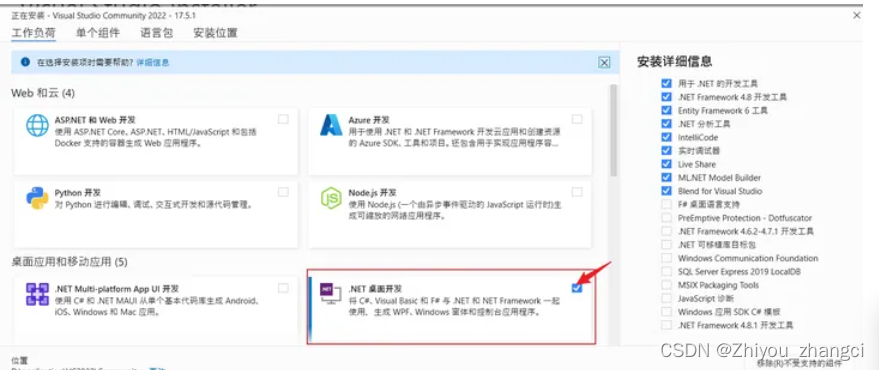 正在安装 - Visual Studio Community 2022 - 17.5.1
工作负荷 单个组件 语言包 安装位置
在选择安装项时需要帮助? 详细信息
Web 和云 (4)
ASP.NET 和 Web 开发
使用 ASP.NET Core、ASP.NET、HTML/JavaScript 和包括
Docker 支持的容器生成 Web 应用程序。
Azure 开发
用于使用 .NET 和 .NET Framework 开发云应用和创建资源
的 Azure SDK、工具和项目。还包含用于实现应用程序容...
Python 开发
对 Python 进行编辑、调试、交互式开发和源代码管理。
Node.js 开发
使用 Node.js (一个由异步事件驱动的 JavaScript 运行时)生
成可缩放的网络应用程序。
桌面应用和移动应用 (5)
.NET Multi-platform App UI 开发
使用 C# 和 .NET MAUI 从单个基本代码库生成 Android、
iOS、Windows 和 Mac 应用。
.NET 桌面开发
将 C#、Visual Basic 和 F# 与 .NET 和 NET Framework 一起
使用，生成 WPF、Windows 窗体和控制台应用程序。
位置
安装详细信息
用于 .NET 的开发工具
.NET Framework 4.8 开发工具
Entity Framework 6 工具
.NET 分析工具
IntelliCode
实时调试器
Live Share
ML.NET Model Builder
Blend for Visual Studio
F# 桌面语言支持
PreEmptive Protection - Dotfuscator
.NET Framework 4.6.2-4.7.1 开发工具
.NET 可移植库目标包
Windows Communication Foundation
SQL Server Express 2019 LocalDB
MSIX Packaging Tools
JavaScript 诊断
Windows 应用 SDK C# 模板
.NET Framework 4.8.1 开发工具
移除(R)不受支持的组件
CSDN @Zhiyou_zhangci